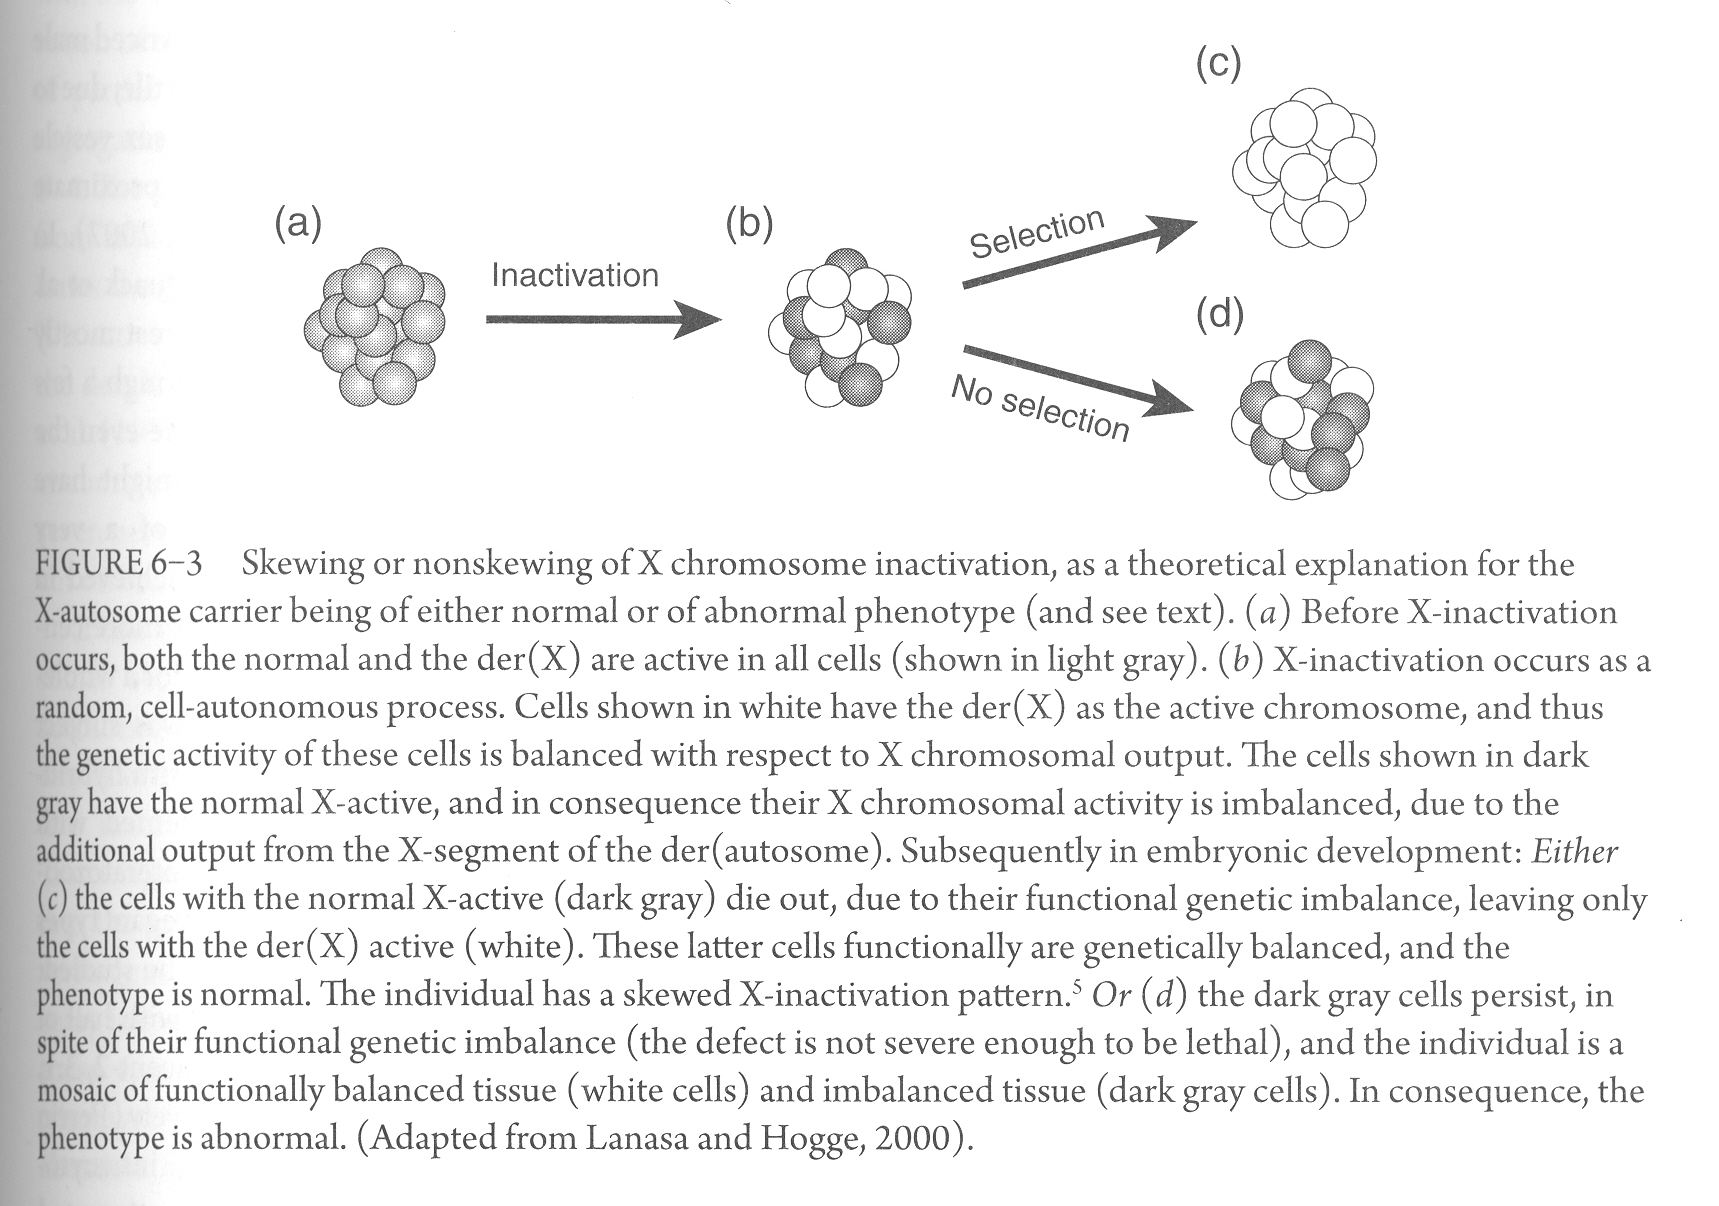 (c)
(a)
(b)
Inactivation
Selection
(d)
No selection
FIGURE 6–3 Skewing or nonskewing of X chromosome inactivation, as a theoretical explanation for the
X-autosome carrier being of either normal or of abnormal phenotype (and see text). (a) Before X-inactivation
occurs, both the normal and the der(X) are active in all cells (shown in light gray). (b) X-inactivation occurs as a
random, cell-autonomous process. Cells shown in white have the der(X) as the active chromosome, and thus
the genetic activity of these cells is balanced with respect to X chromosomal output. The cells shown in dark
gray have the normal X-active, and in consequence their X chromosomal activity is imbalanced, due to the
additional output from the X-segment of the der(autosome). Subsequently in embryonic development: Either
(c) the cells with the normal X-active (dark gray) die out, due to their functional genetic imbalance, leaving only
the cells with the der(X) active (white). These latter cells functionally are genetically balanced, and the
phenotype is normal. The individual has a skewed X-inactivation pattern.⁵ Or (d) the dark gray cells persist, in
spite of their functional genetic imbalance (the defect is not severe enough to be lethal), and the individual is a
mosaic of functionally balanced tissue (white cells) and imbalanced tissue (dark gray cells). In consequence, the
phenotype is abnormal. (Adapted from Lanasa and Hogge, 2000).